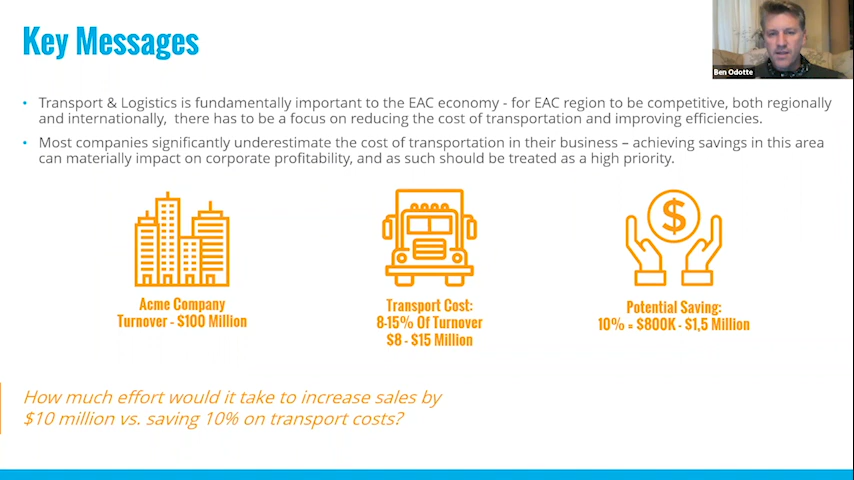 Key Messages
Ben Odotte
• Transport & Logistics is fundamentally important to the EAC economy - for EAC region to be competitive, both regionally
and internationally, there has to be a focus on reducing the cost of transportation and improving efficiencies.
• Most companies significantly underestimate the cost of transportation in their business – achieving savings in this area
can materially impact on corporate profitability, and as such should be treated as a high priority.
$
Acme Company
Turnover - $100 Million
Transport Cost:
8-15% Of Turnover
$8 - $15 Million
Potential Saving:
10% = $800K - $1,5 Million
How much effort would it take to increase sales by
$10 million vs. saving 10% on transport costs?